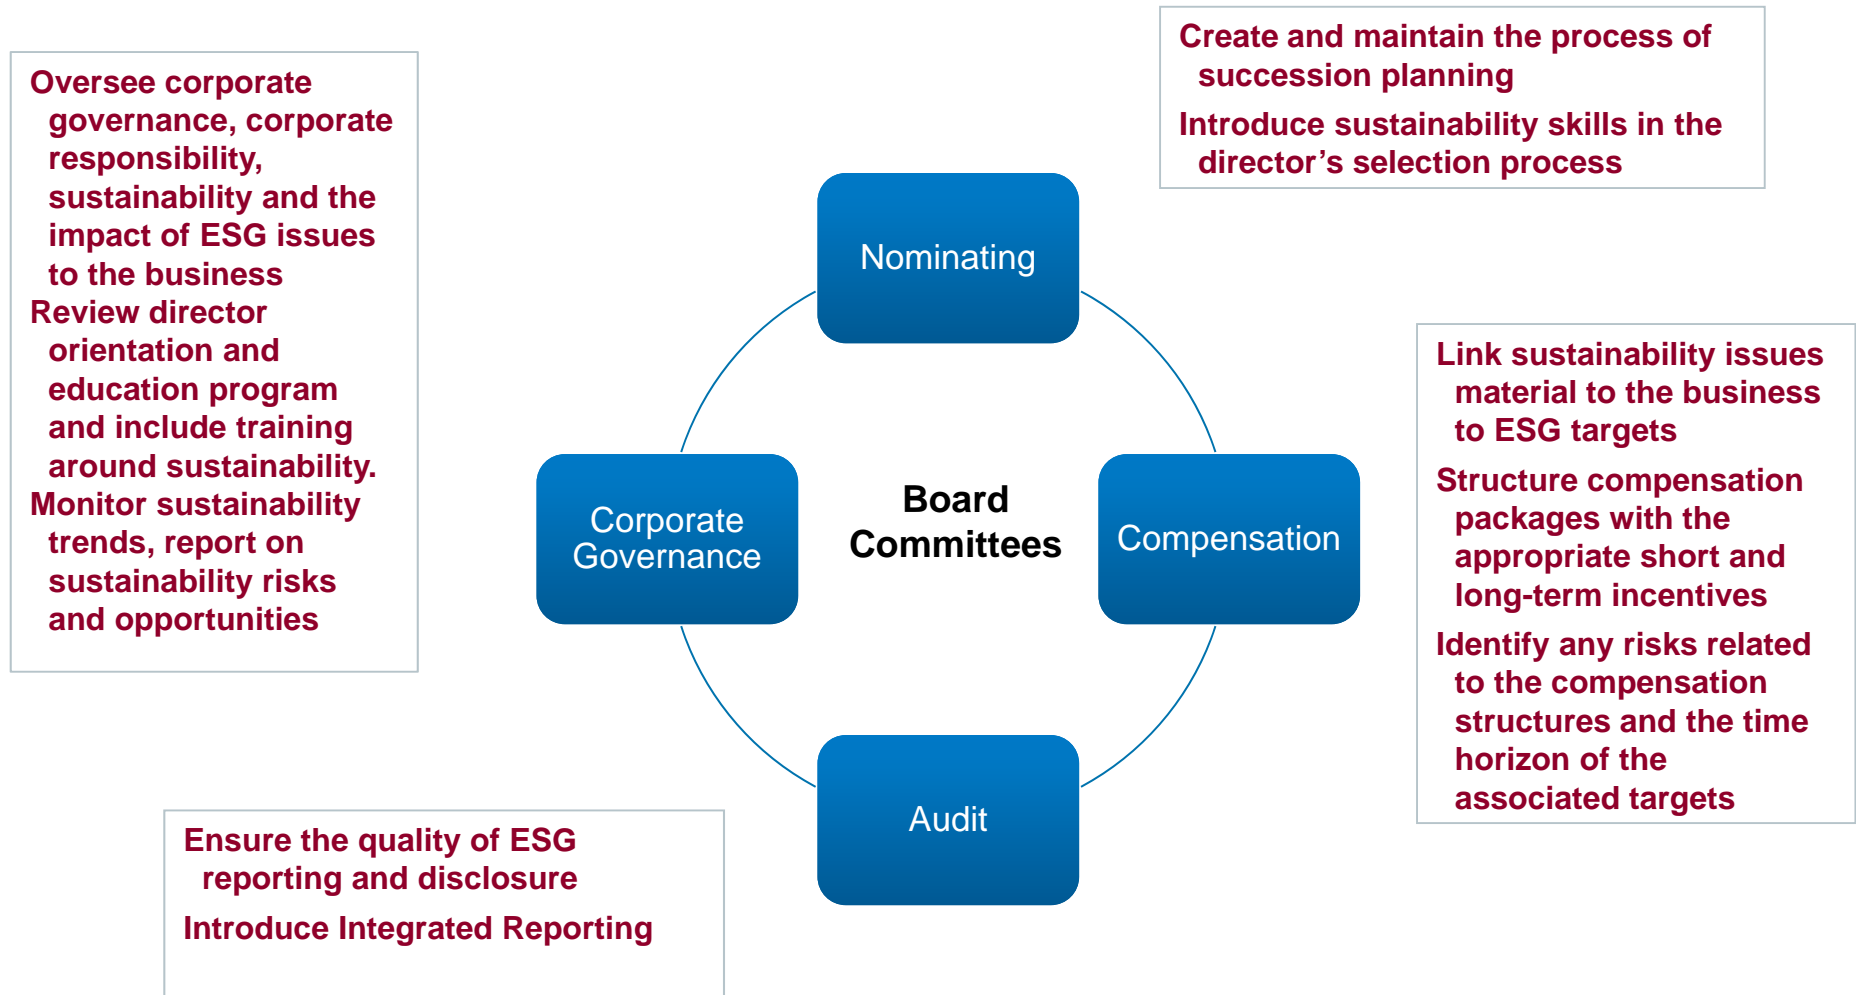 Create and maintain the process of
succession planning
Introduce sustainability skills in the
director’s selection process
Oversee corporate
governance, corporate
responsibility,
sustainability and the
impact of ESG issues
to the business
Review director
orientation and
education program
and include training
around sustainability.
Monitor sustainability
trends, report on
sustainability risks
and opportunities
Nominating
Corporate
Governance
Board
Committees
Compensation
Audit
Link sustainability issues
material to the business
to ESG targets
Structure compensation
packages with the
appropriate short and
long-term incentives
Identify any risks related
to the compensation
structures and the time
horizon of the
associated targets
Ensure the quality of ESG
reporting and disclosure
Introduce Integrated Reporting